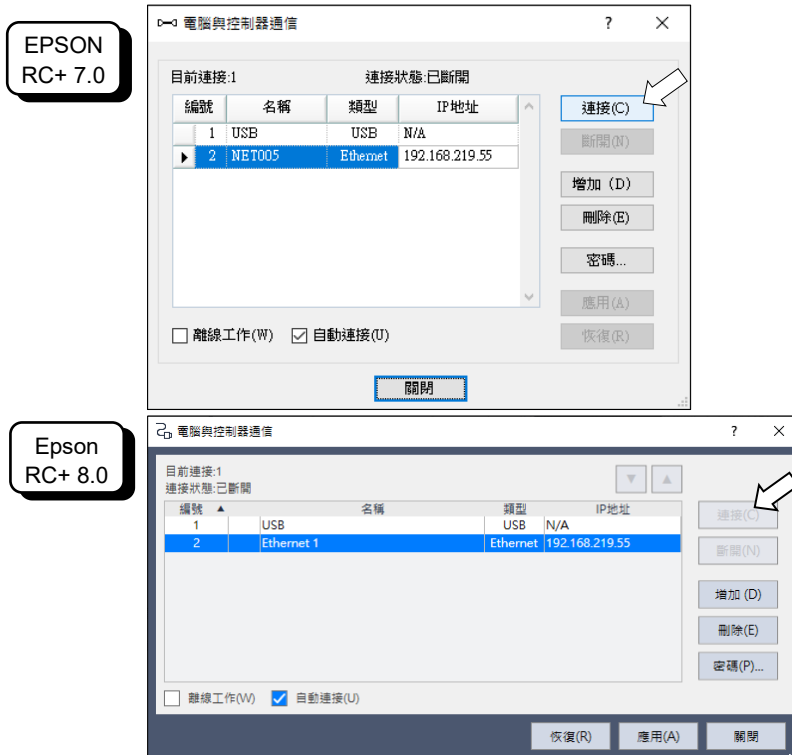 EPSON
RC+ 7.0
電腦與控制器通信 ?
目前連接:1 連接狀態:已斷開
編號 名稱 類型 IP地址
1 USB USB N/A
2 NET005 Ethernet 192.168.219.55
連接(C)
斷開(N)
增加（D）
刪除(E)
密碼...
應用(A)
恢復(R)
離線工作(W) 自動連接(U)
關閉
Epson
RC+ 8.0
電腦與控制器通信 ?
目前連接:1
連接狀態:已斷開
編號 名稱 類型 IP地址
1 USB USB N/A
2 Ethernet 1 Ethernet 192.168.219.55
連接(C)
斷開(N)
增加 (D)
刪除(E)
密碼(P)...
離線工作(W) 自動連接(U)
恢復(R) 應用(A) 關閉